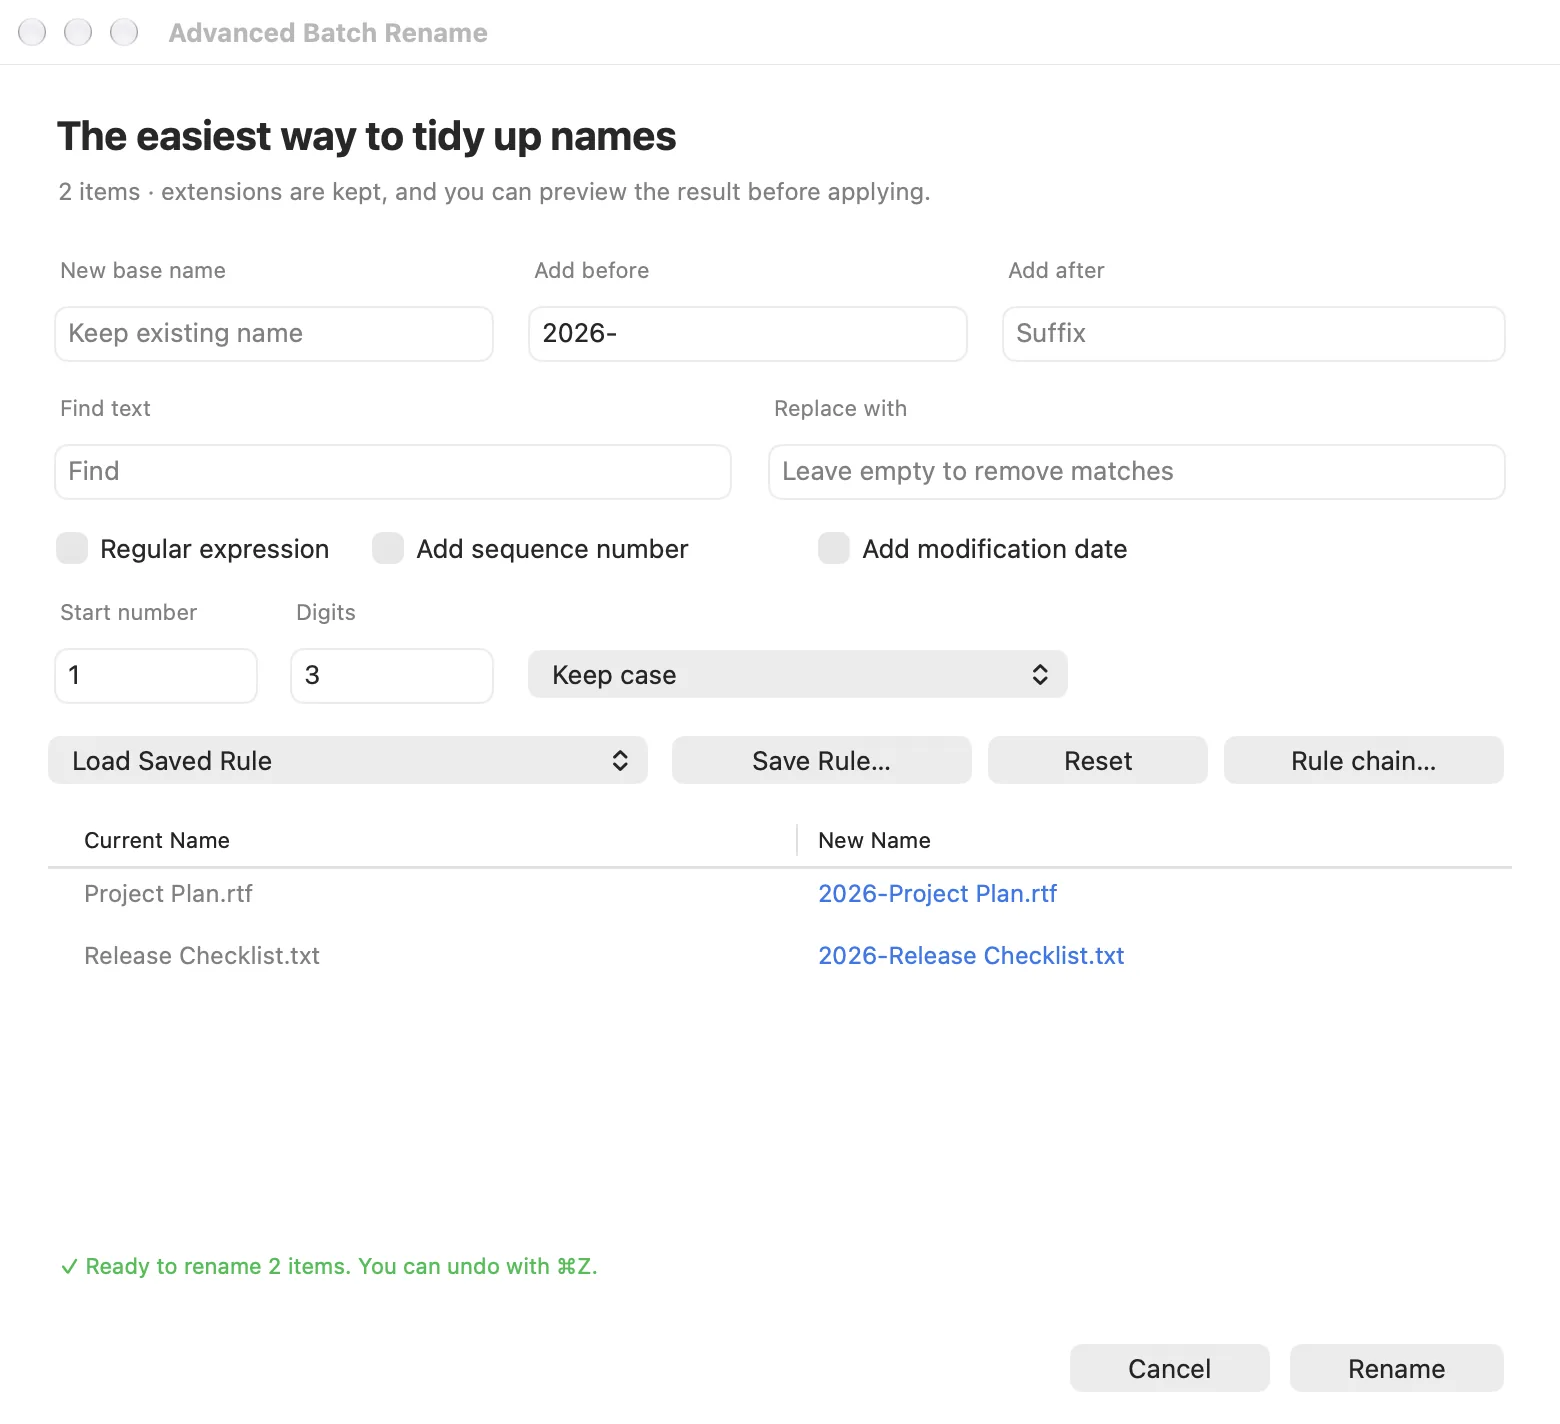 Advanced Batch Rename
The easiest way to tidy up names
2 items · extensions are kept, and you can preview the result before applying.
New base name Add before Add after
Keep existing name 2026- Suffix
Find text Replace with
Find Leave empty to remove matches
Regular expression Add sequence number Add modification date
Start number Digits
1 3 Keep case
Load Saved Rule Save Rule... Reset Rule chain...
Current Name New Name
Project Plan.rtf 2026-Project Plan.rtf
Release Checklist.txt 2026-Release Checklist.txt
✓ Ready to rename 2 items. You can undo with ⌘Z.
Cancel Rename